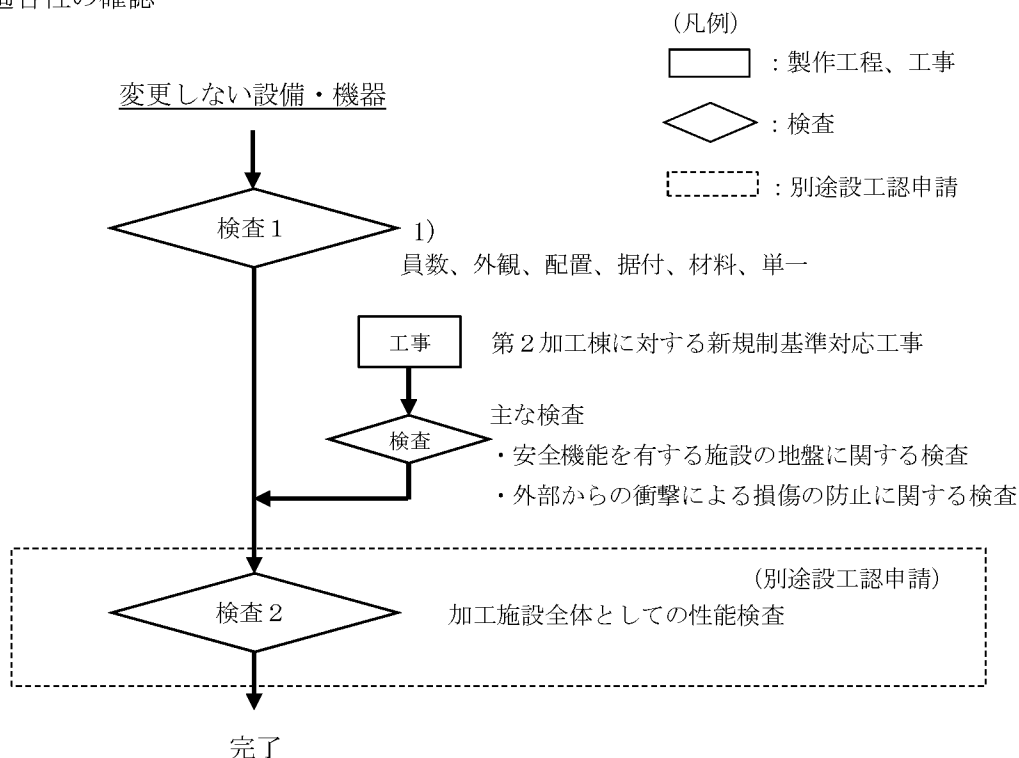 適合性の確認
(凡例)
：製作工程、工事
：検査
：別途設工認申請
変更しない設備・機器
検査１
1)
員数、外観、配置、据付、材料、単一
工事
第２加工棟に対する新規制基準対応工事
検査
主な検査
・安全機能を有する施設の地盤に関する検査
・外部からの衝撃による損傷の防止に関する検査
(別途設工認申請)
検査２
加工施設全体としての性能検査
完了